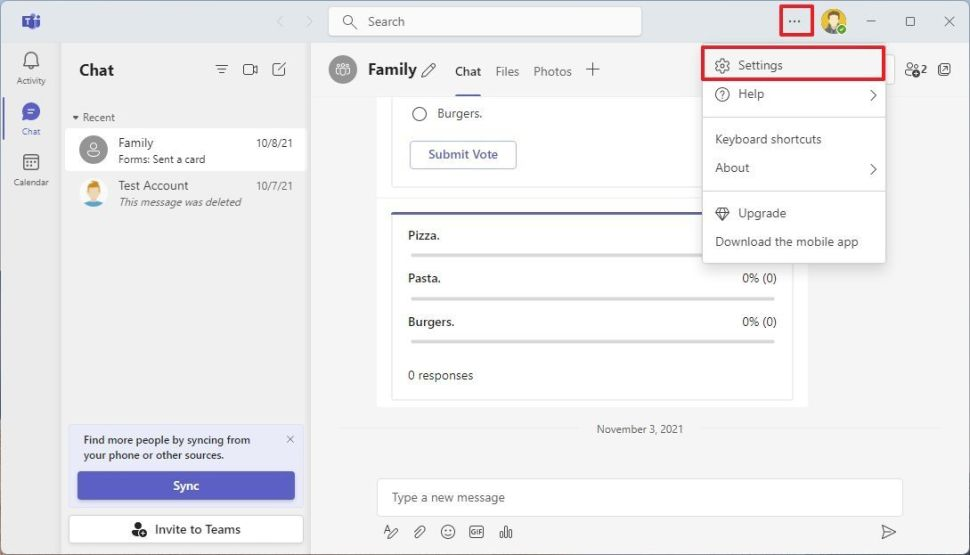 Search
Activity
Chat
Calendar
Chat
Recent
Family 10/8/21
Forms: Sent a card
Test Account 10/7/21
This message was deleted
Find more people by syncing from
your phone or other sources.
Sync
Invite to Teams
Family Chat Files Photos
2
Burgers.
Submit Vote
Pizza.
Pasta. 0% (0)
Burgers. 0% (0)
0 responses
November 3, 2021
Type a new message
GIF
Settings
Help
Keyboard shortcuts
About
Upgrade
Download the mobile app